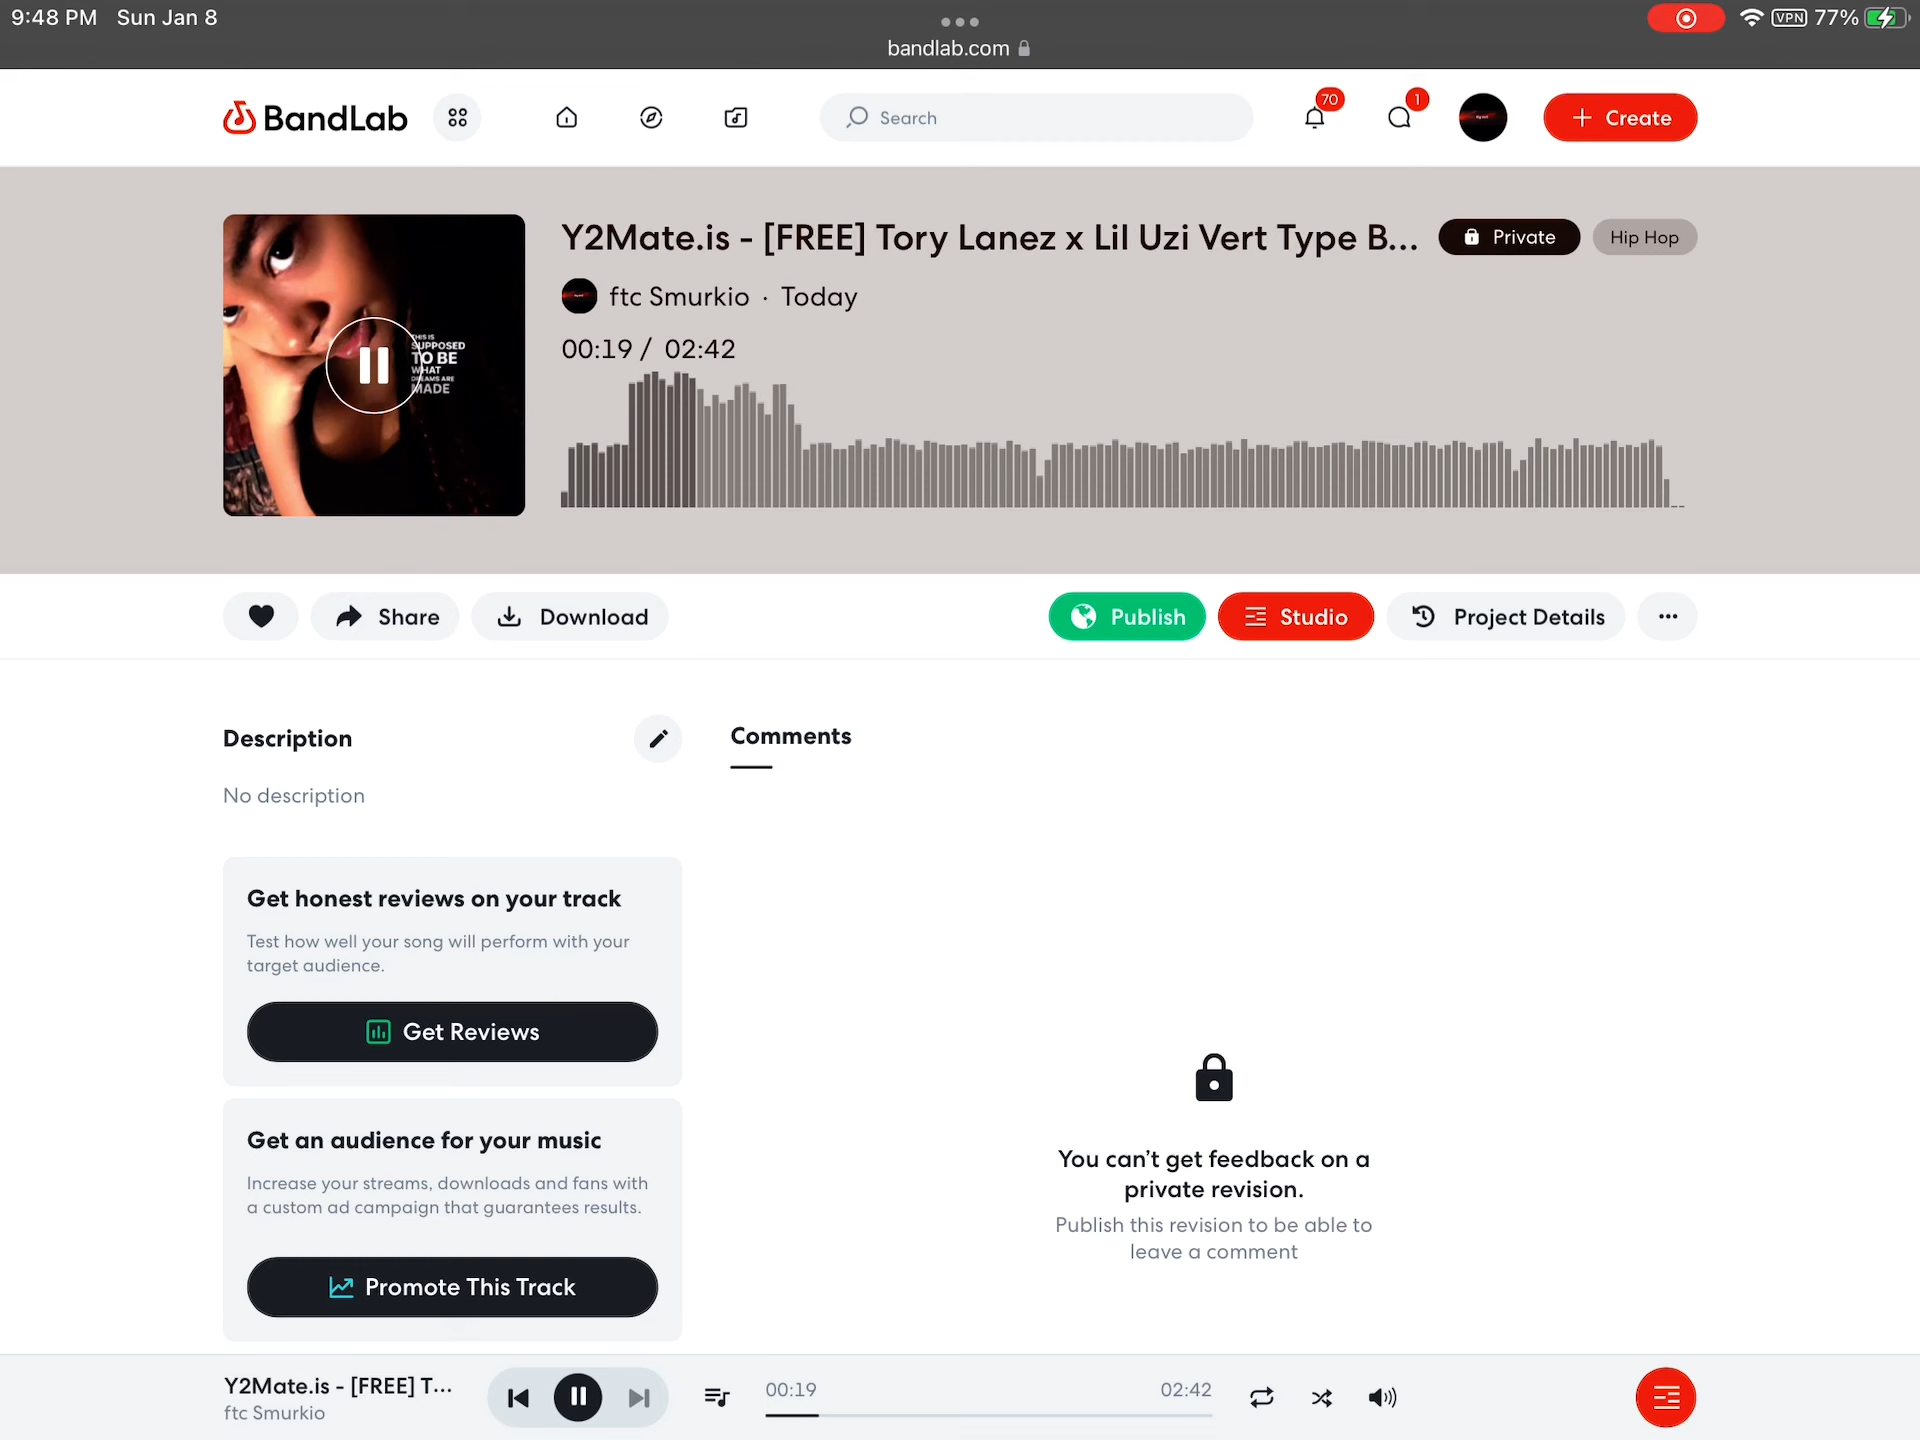 9:48 PM Sun Jan 8
VPN 77%
bandlab.com
BandLab
Search
70
1
Create
Y2Mate.is - [FREE] Tory Lanez x Lil Uzi Vert Type B...
Private
Hip Hop
ftc Smurkio · Today
00:19 / 02:42
THIS IS
SUPPOSED
TO BE
WHAT
DREAMS ARE
MADE
Share
Download
Publish
Studio
Project Details
Description
Comments
No description
Get honest reviews on your track
Test how well your song will perform with your
target audience.
Get Reviews
Get an audience for your music
Increase your streams, downloads and fans with
a custom ad campaign that guarantees results.
Promote This Track
You can't get feedback on a
private revision.
Publish this revision to be able to
leave a comment
Y2Mate.is - [FREE] T...
ftc Smurkio
00:19
02:42